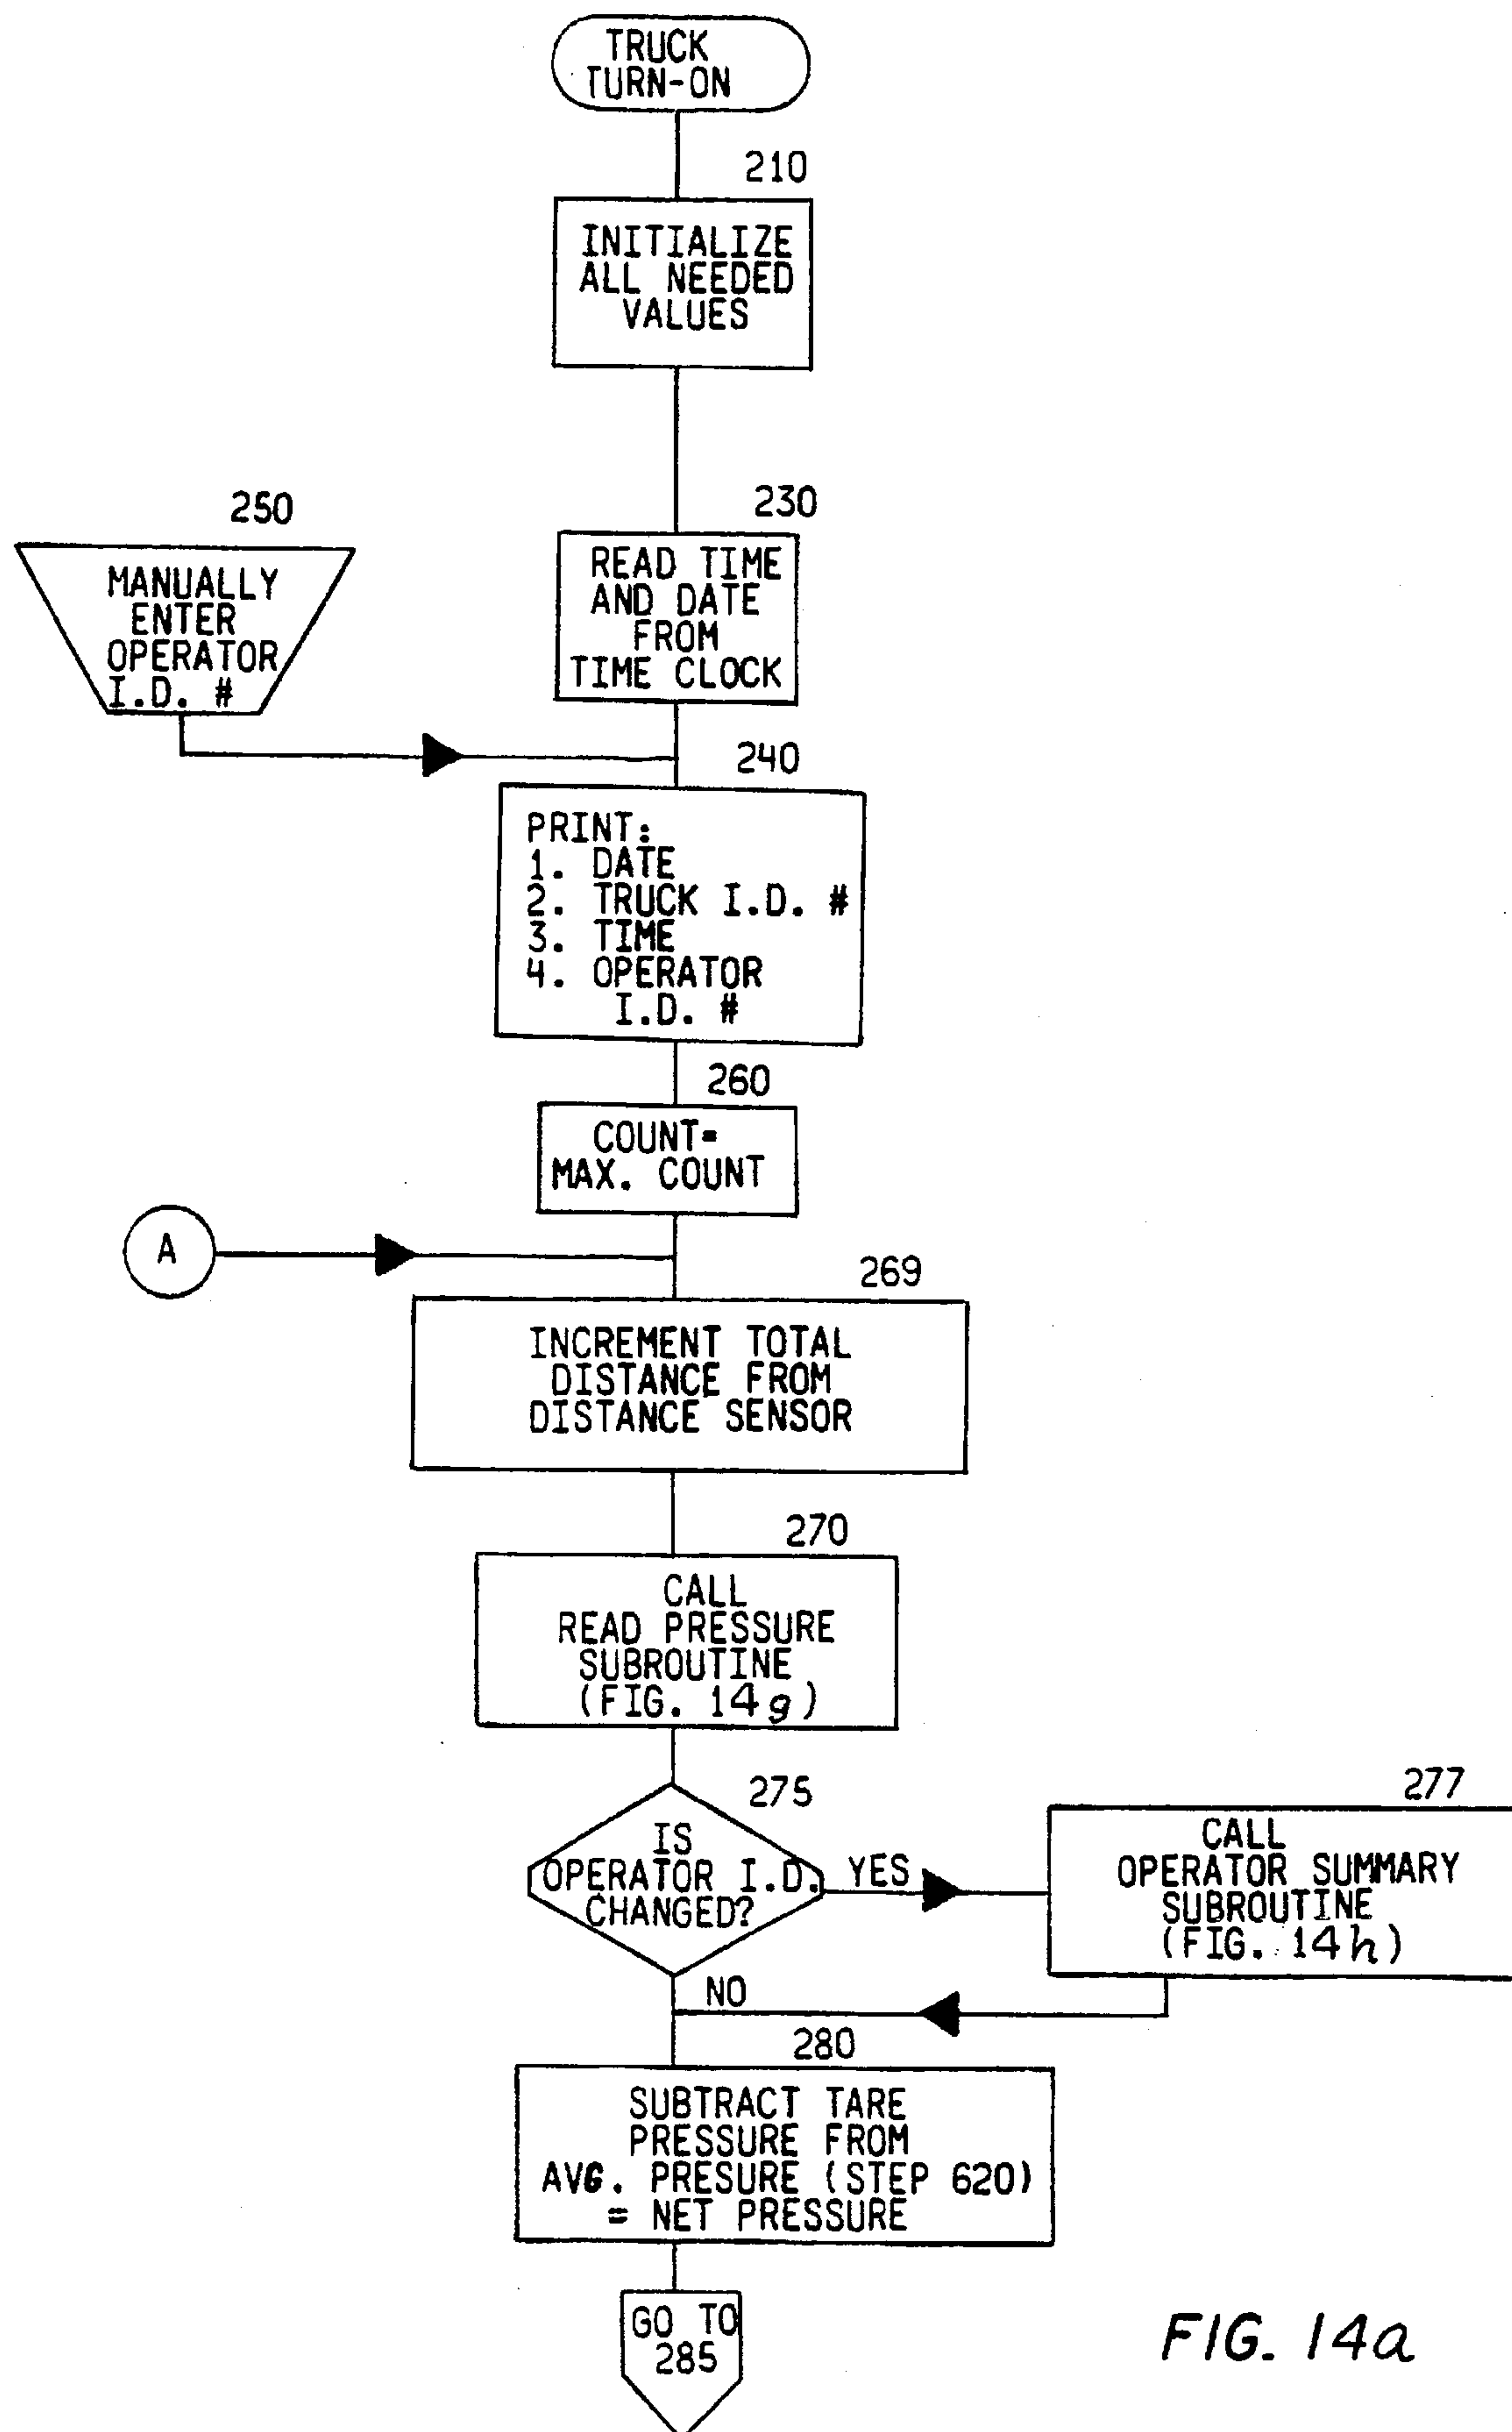 TRUCK
TURN-ON
210
INITIALIZE
ALL NEEDED
VALUES
250
MANUALLY
ENTER
OPERATOR
I.D. #
230
READ TIME
AND DATE
FROM
TIME CLOCK
240
PRINT:
1. DATE
2. TRUCK I.D. #
3. TIME
4. OPERATOR
I.D. #
260
COUNT=
MAX. COUNT
A
269
INCREMENT TOTAL
DISTANCE FROM
DISTANCE SENSOR
270
CALL
READ PRESSURE
SUBROUTINE
(FIG. 14g)
275
IS
OPERATOR I.D.
CHANGED?
YES
277
CALL
OPERATOR SUMMARY
SUBROUTINE
(FIG. 14h)
NO
280
SUBTRACT TARE
PRESSURE FROM
AVG. PRESURE (STEP 620)
= NET PRESSURE
GO TO
285
FIG. 14a